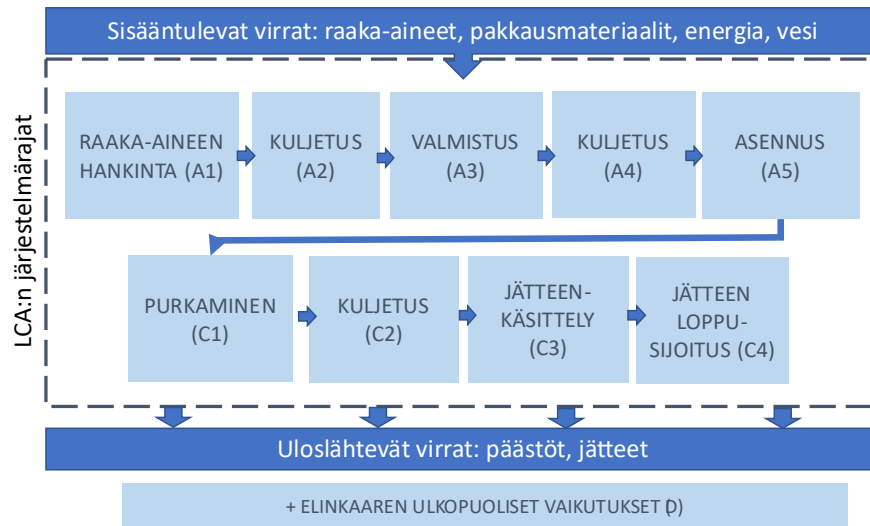 Sisääntulevat virrat: raaka-aineet, pakkausmateriaalit, energia, vesi
LCA:n järjestelmärajat
RAAKA-AINEEN
HANKINTA (A1)
KULJETUS
(A2)
VALMISTUS
(A3)
KULJETUS
(A4)
ASENNUS
(A5)
PURKAMINEN
(C1)
KULJETUS
(C2)
JÄTTEEN-
KÄSITTELY
(C3)
JÄTTEEN
LOPPU-
SIJOITUS (C4)
Uloslähtevät virrat: päästöt, jätteet
+ ELINKAAREN ULKOPUOLISET VAIKUTUKSET (D)